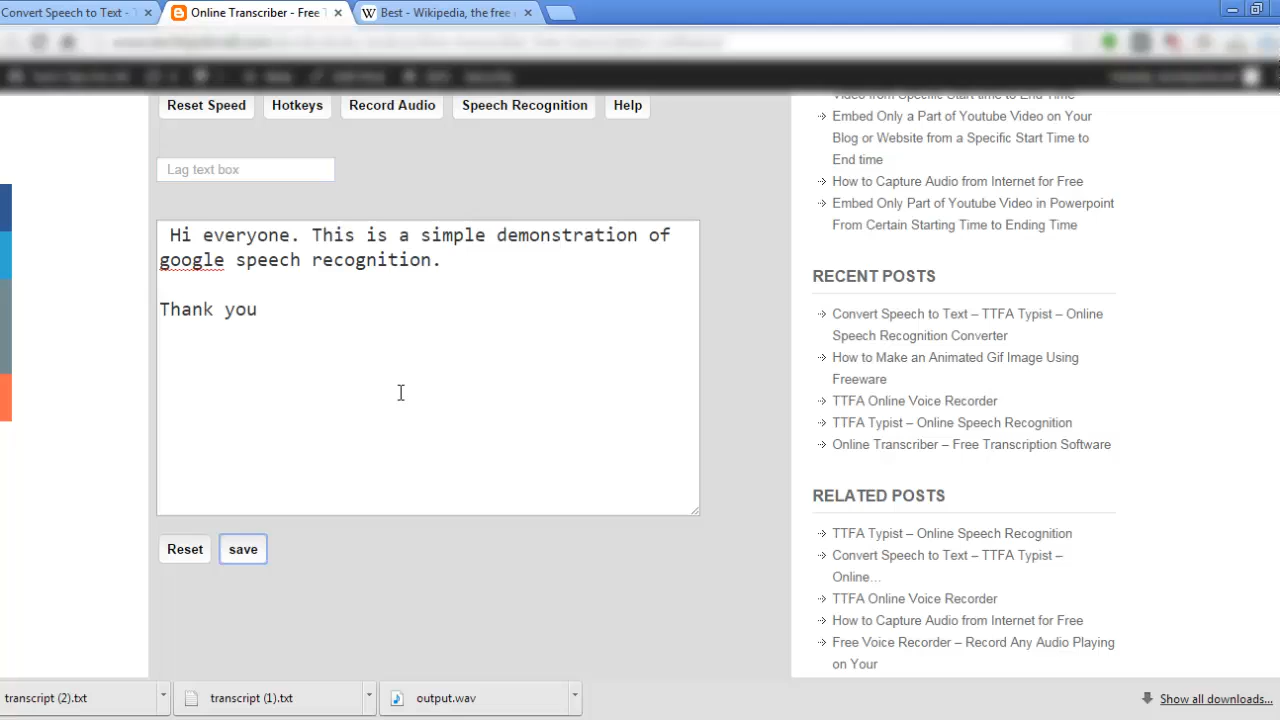 Convert Speech to Text - T
Online Transcriber - Free T
Best - Wikipedia, the free
Reset Speed
Hotkeys
Record Audio
Speech Recognition
Help
Lag text box
Hi everyone. This is a simple demonstration of
google speech recognition.
Thank you
Reset
save
Video from Specific Start time to End Time
Embed Only a Part of Youtube Video on Your
Blog or Website from a Specific Start Time to
End time
How to Capture Audio from Internet for Free
Embed Only Part of Youtube Video in Powerpoint
From Certain Starting Time to Ending Time
RECENT POSTS
Convert Speech to Text – TTFA Typist – Online
Speech Recognition Converter
How to Make an Animated Gif Image Using
Freeware
TTFA Online Voice Recorder
TTFA Typist – Online Speech Recognition
Online Transcriber – Free Transcription Software
RELATED POSTS
TTFA Typist – Online Speech Recognition
Convert Speech to Text – TTFA Typist –
Online…
TTFA Online Voice Recorder
How to Capture Audio from Internet for Free
Free Voice Recorder – Record Any Audio Playing
on Your
transcript (2).txt
transcript (1).txt
output.wav
Show all downloads...